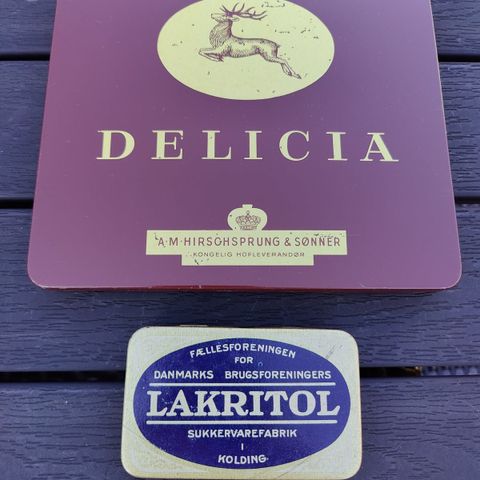 DELICIA
A·M·HIRSCHSPRUNG & SØNNER
KONGELIG HOFLEVERANDØR
FÆLLESFORENINGEN
FOR
DANMARKS BRUGSFORENINGERS
LAKRITOL
SUKKERVAREFABRIK
I
KOLDING